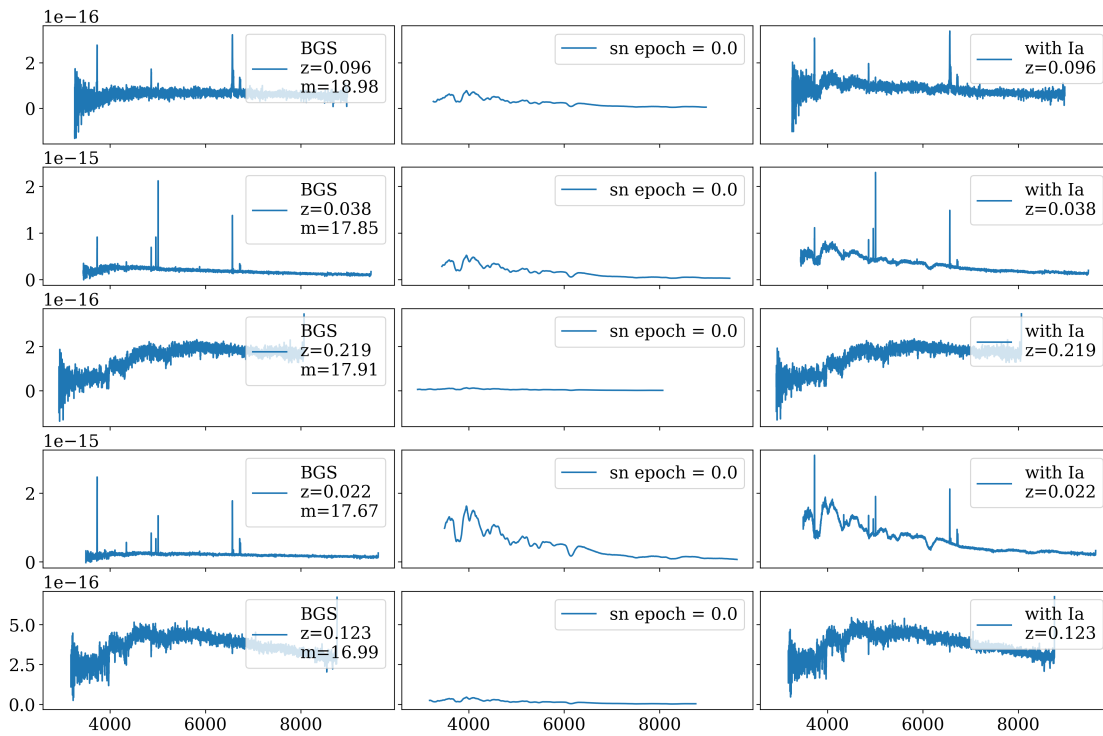 1e−16
BGS
z=0.096
m=18.98
sn epoch = 0.0
with Ia
z=0.096
2
0
1e−15
BGS
z=0.038
m=17.85
sn epoch = 0.0
with Ia
z=0.038
2
1
0
1e−16
BGS
z=0.219
m=17.91
sn epoch = 0.0
with Ia
z=0.219
2
0
1e−15
BGS
z=0.022
m=17.67
sn epoch = 0.0
with Ia
z=0.022
2
0
1e−16
BGS
z=0.123
m=16.99
sn epoch = 0.0
with Ia
z=0.123
5.0
2.5
0.0
4000 6000 8000
4000 6000 8000
4000 6000 8000